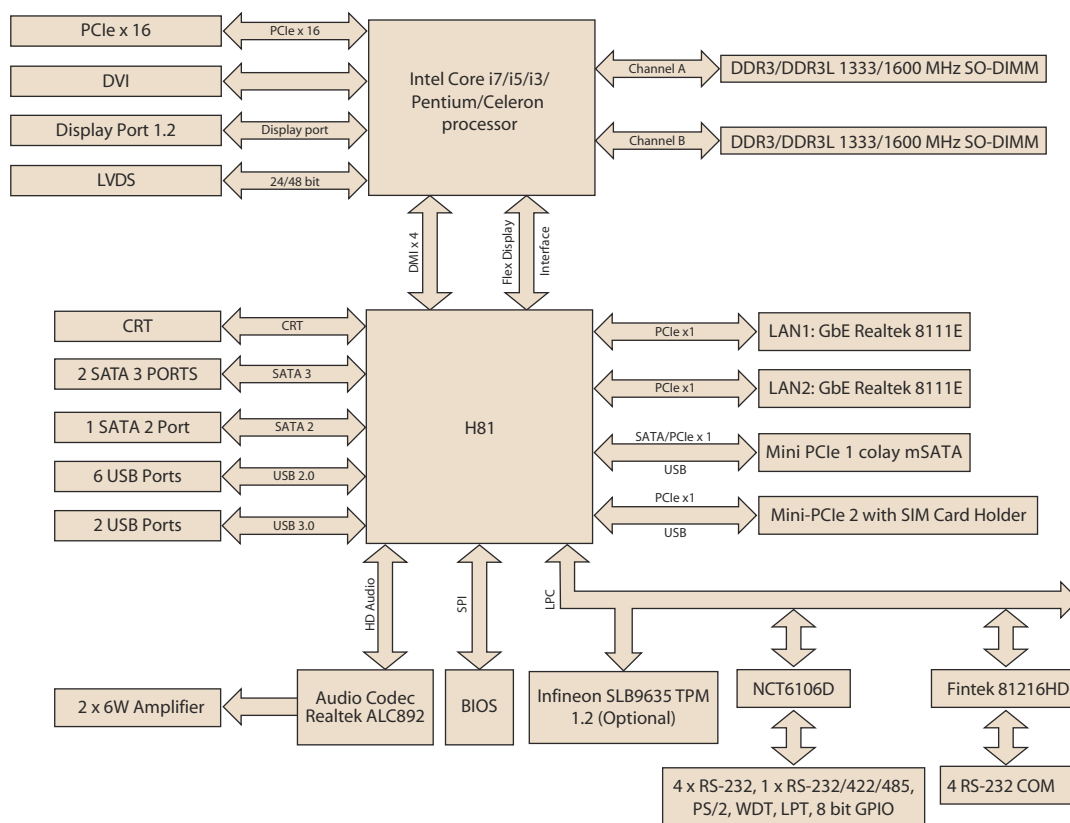 PCIe x 16
PCIe x 16
DVI
Display Port 1.2
Display port
LVDS
24/48 bit
Intel Core i7/i5/i3/
Pentium/Celeron
processor
Channel A
DDR3/DDR3L 1333/1600 MHz SO-DIMM
Channel B
DDR3/DDR3L 1333/1600 MHz SO-DIMM
DMI x 4
Flex Display
Interface
CRT
CRT
2 SATA 3 PORTS
SATA 3
1 SATA 2 Port
SATA 2
6 USB Ports
USB 2.0
2 USB Ports
USB 3.0
H81
PCIe x1
LAN1: GbE Realtek 8111E
PCIe x1
LAN2: GbE Realtek 8111E
SATA/PCIe x 1
USB
Mini PCIe 1 colay mSATA
PCIe x1
USB
Mini-PCIe 2 with SIM Card Holder
HD Audio
SPI
LPC
2 x 6W Amplifier
Audio Codec
Realtek ALC892
BIOS
Infineon SLB9635 TPM
1.2 (Optional)
NCT6106D
Fintek 81216HD
4 x RS-232, 1 x RS-232/422/485,
PS/2, WDT, LPT, 8 bit GPIO
4 RS-232 COM